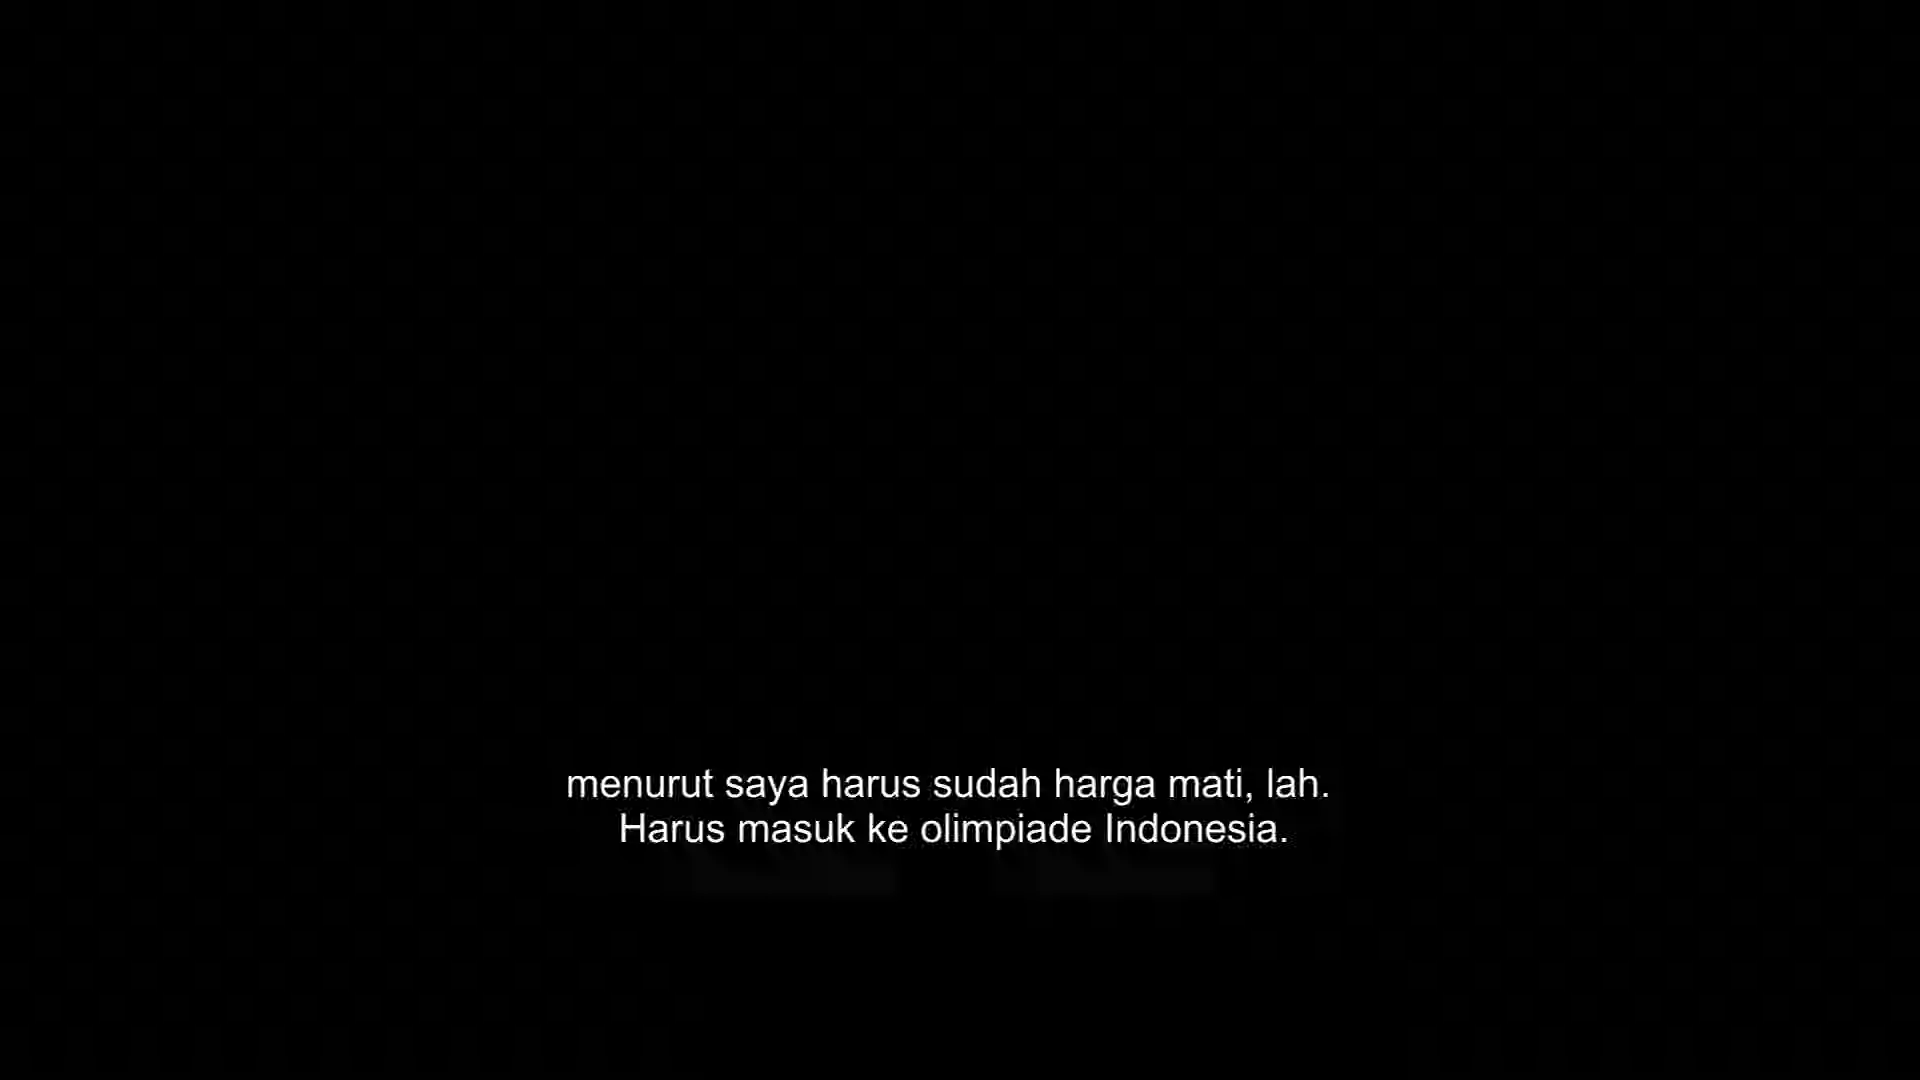 menurut saya harus sudah harga mati, lah.
Harus masuk ke olimpiade Indonesia.